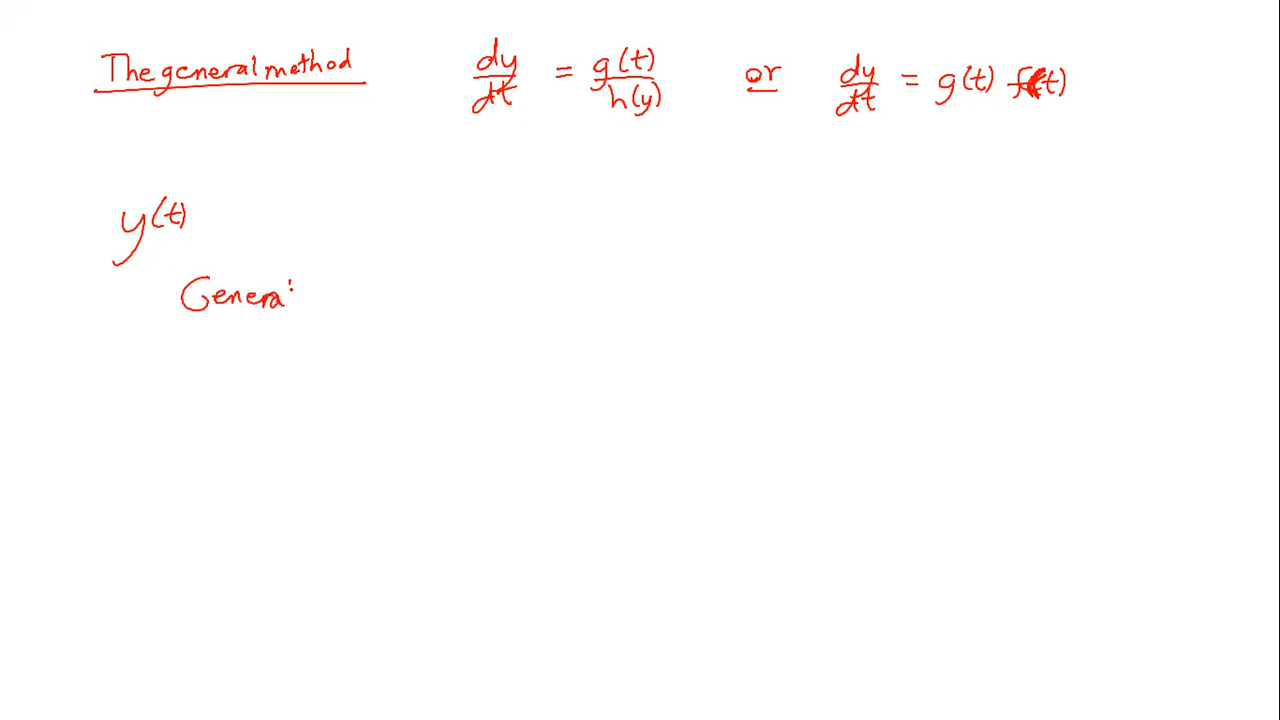 The general method dy/dt = g(t)/h(y) or dy/dt = g(t) f(t)
y(t)
Genera